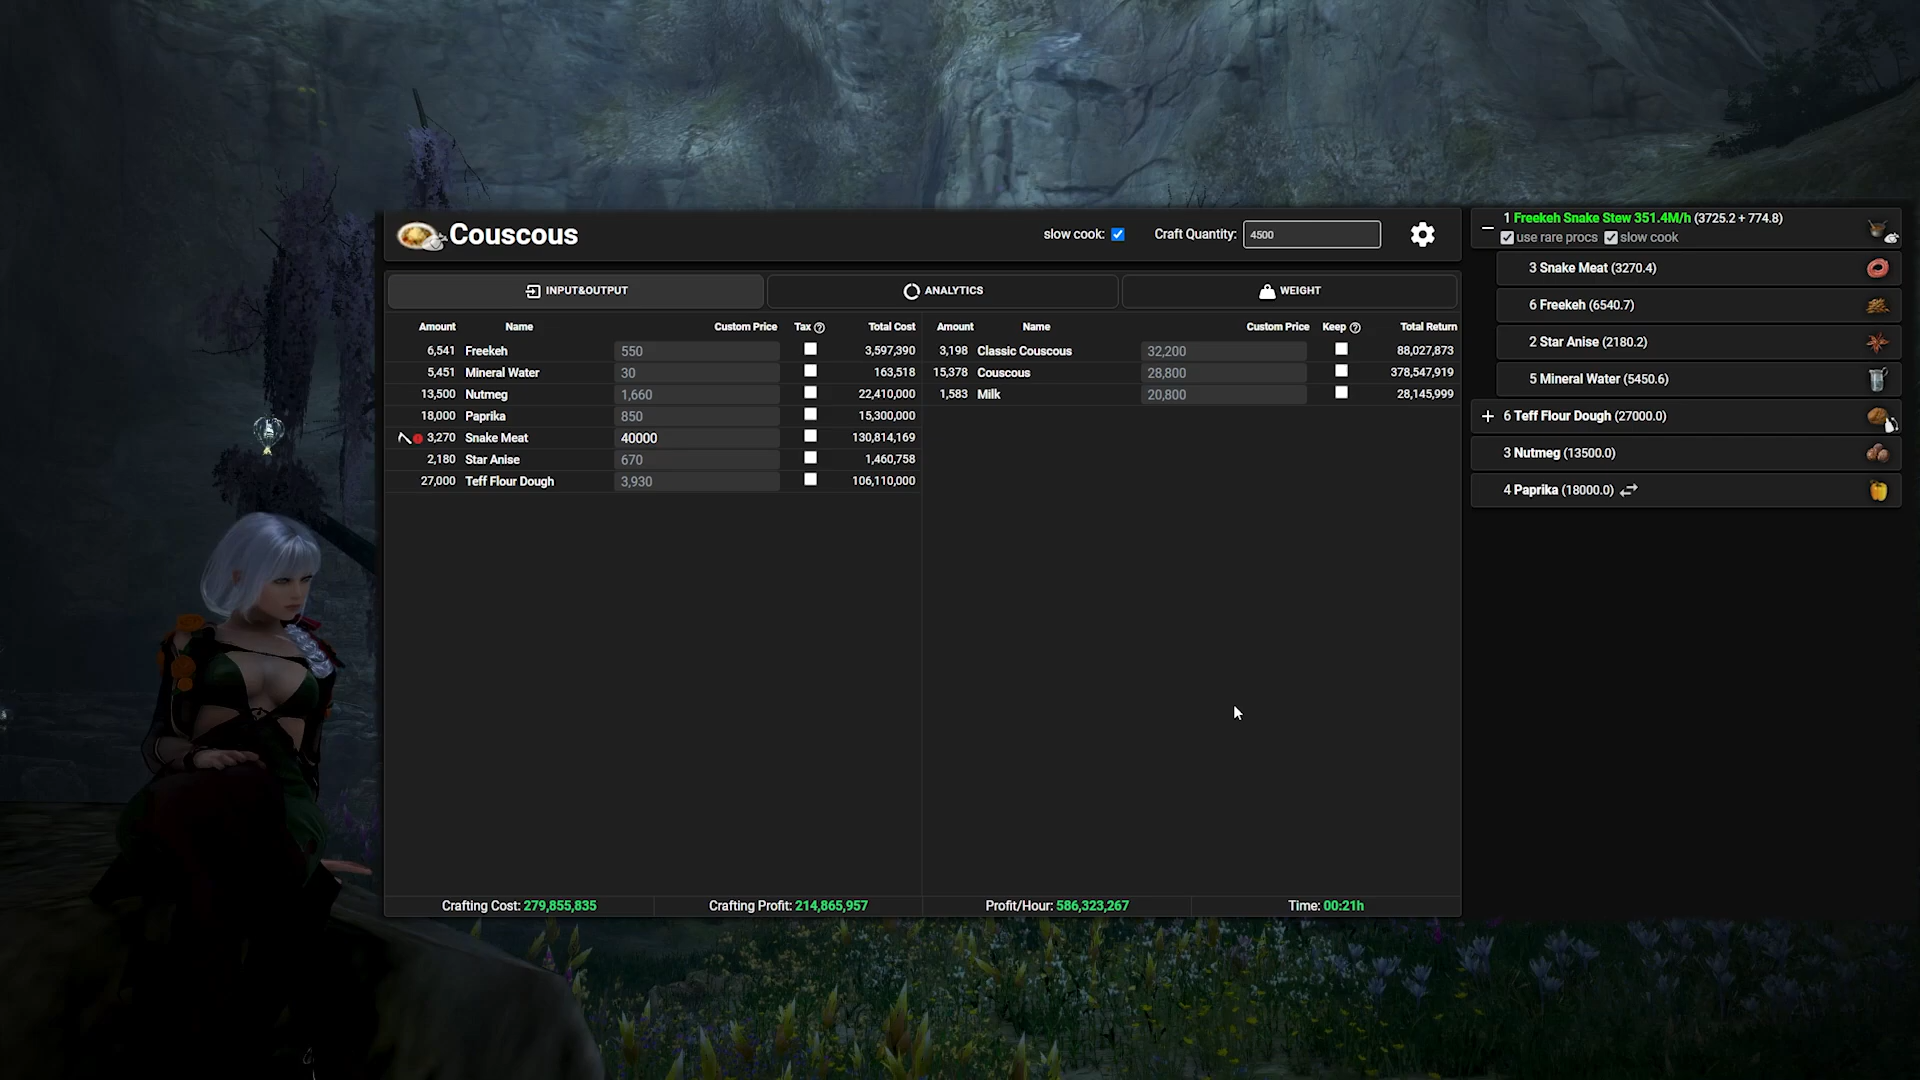 Couscous
slow cook:
Craft Quantity: 4500
INPUT&OUTPUT
ANALYTICS
WEIGHT
Amount Name Custom Price Tax Total Cost
6,541 Freekeh 550 3,597,390
5,451 Mineral Water 30 163,518
13,500 Nutmeg 1,660 22,410,000
18,000 Paprika 850 15,300,000
3,270 Snake Meat 40000 130,814,169
2,180 Star Anise 670 1,460,758
27,000 Teff Flour Dough 3,930 106,110,000
Amount Name Custom Price Keep Total Return
3,198 Classic Couscous 32,200 88,027,873
15,378 Couscous 28,800 378,547,919
1,583 Milk 20,800 28,145,999
Crafting Cost: 279,855,835
Crafting Profit: 214,865,957
Profit/Hour: 586,323,267
Time: 00:21h
1 Freekeh Snake Stew 351.4M/h (3725.2 + 774.8)
use rare procs slow cook
3 Snake Meat (3270.4)
6 Freekeh (6540.7)
2 Star Anise (2180.2)
5 Mineral Water (5450.6)
6 Teff Flour Dough (27000.0)
3 Nutmeg (13500.0)
4 Paprika (18000.0)